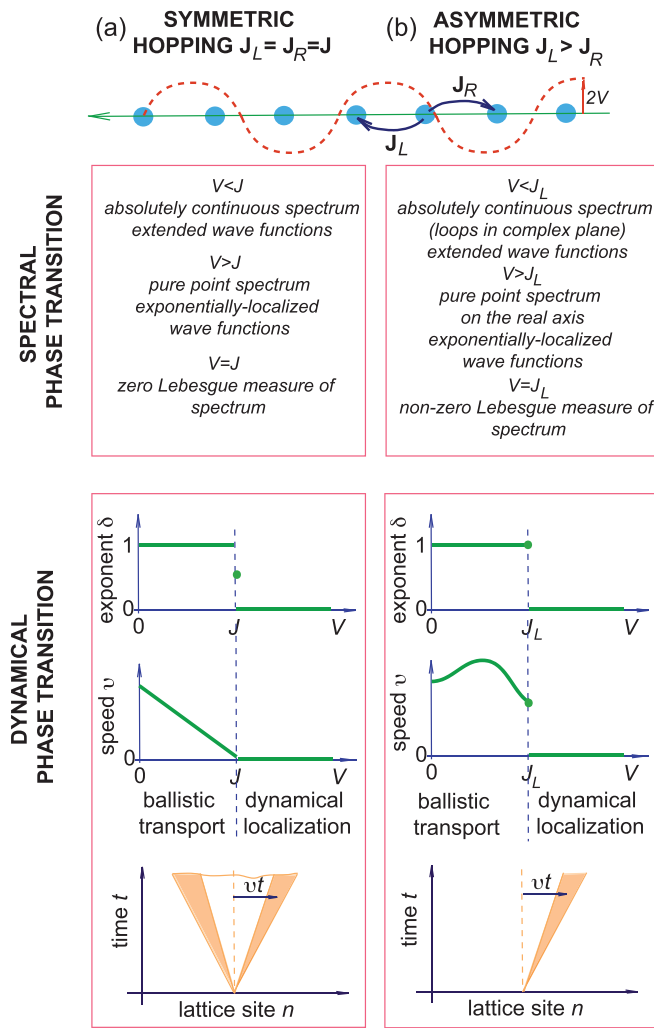 (a) SYMMETRIC
HOPPING J_L = J_R=J
(b) ASYMMETRIC
HOPPING J_L > J_R
J_R
J_L
2V
SPECTRAL
PHASE TRANSITION
V<J
absolutely continuous spectrum
extended wave functions
V>J
pure point spectrum
exponentially-localized
wave functions
V=J
zero Lebesgue measure of
spectrum
V<J_L
absolutely continuous spectrum
(loops in complex plane)
extended wave functions
V>J_L
pure point spectrum
on the real axis
exponentially-localized
wave functions
V=J_L
non-zero Lebesgue measure of
spectrum
DYNAMICAL
PHASE TRANSITION
exponent δ
1
0
0
J
V
speed υ
0
0
J
V
ballistic
transport
dynamical
localization
time t
υt
lattice site n
exponent δ
1
0
0
J_L
V
speed υ
0
0
J_L
V
ballistic
transport
dynamical
localization
time t
υt
lattice site n